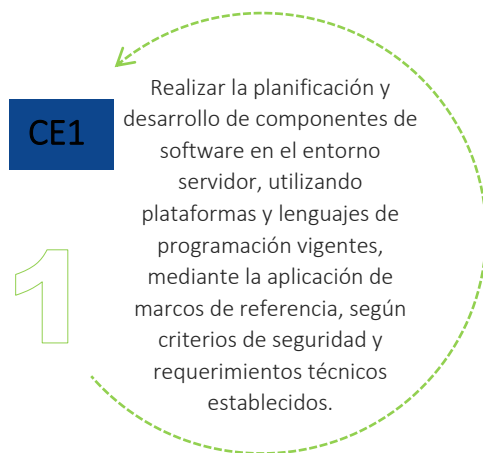 CE1
1
Realizar la planificación y
desarrollo de componentes de
software en el entorno
servidor, utilizando
plataformas y lenguajes de
programación vigentes,
mediante la aplicación de
marcos de referencia, según
criterios de seguridad y
requerimientos técnicos
establecidos.